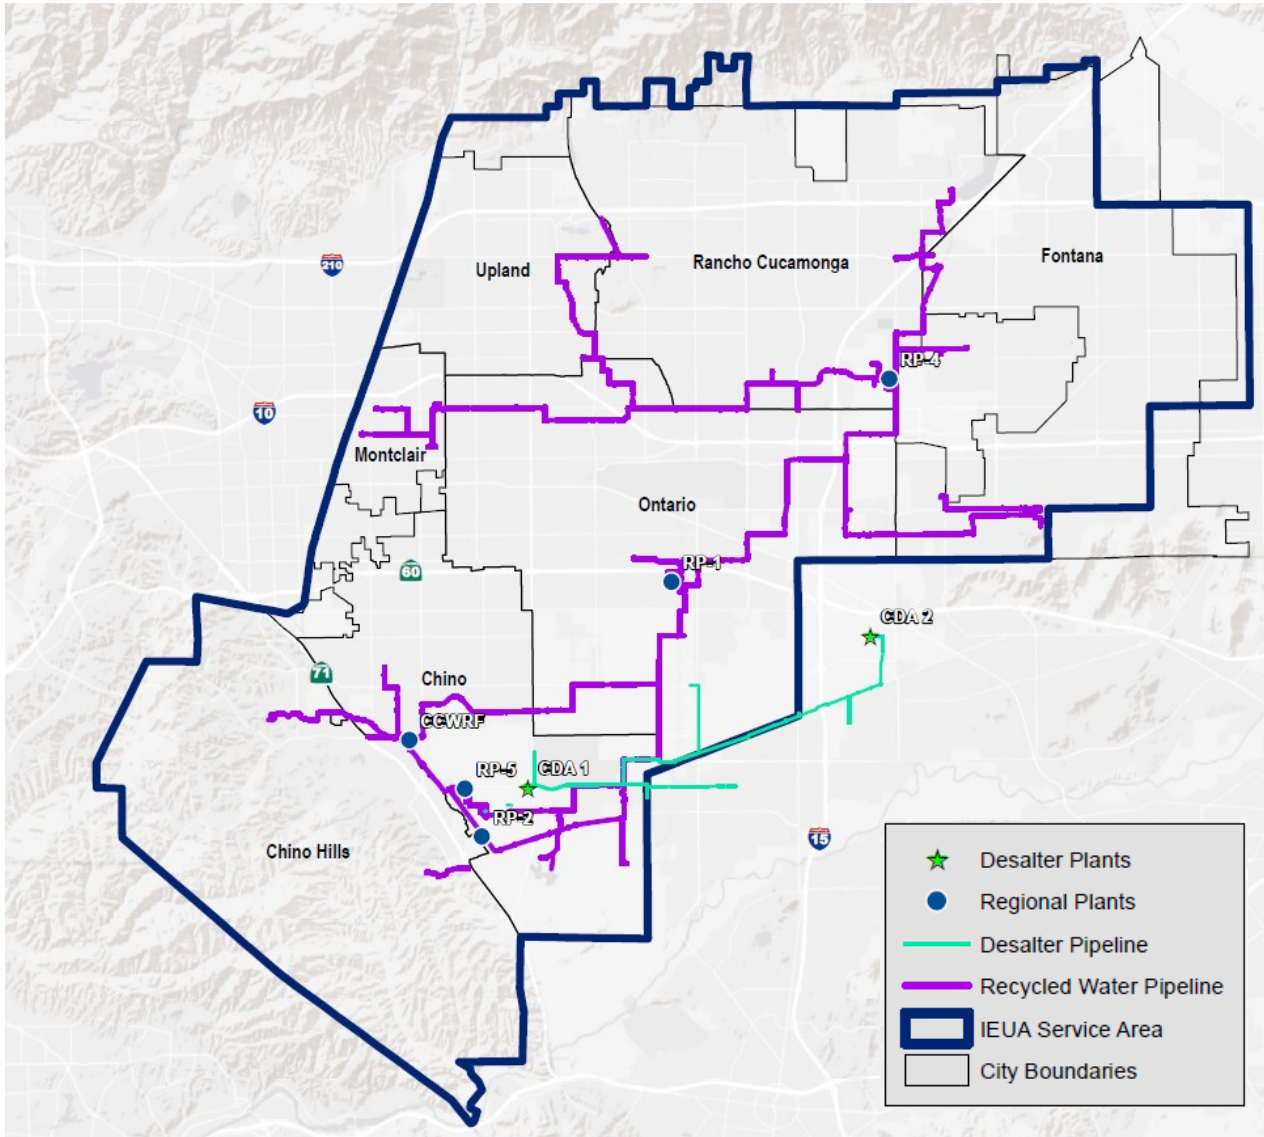 Upland
Rancho Cucamonga
Fontana
210
RP-4
10
Montclair
Ontario
RP-1
60
CDA 2
71
Chino
CCWRF
RP-5
CDA 1
RP-2
15
Chino Hills
Desalter Plants
Regional Plants
Desalter Pipeline
Recycled Water Pipeline
IEUA Service Area
City Boundaries